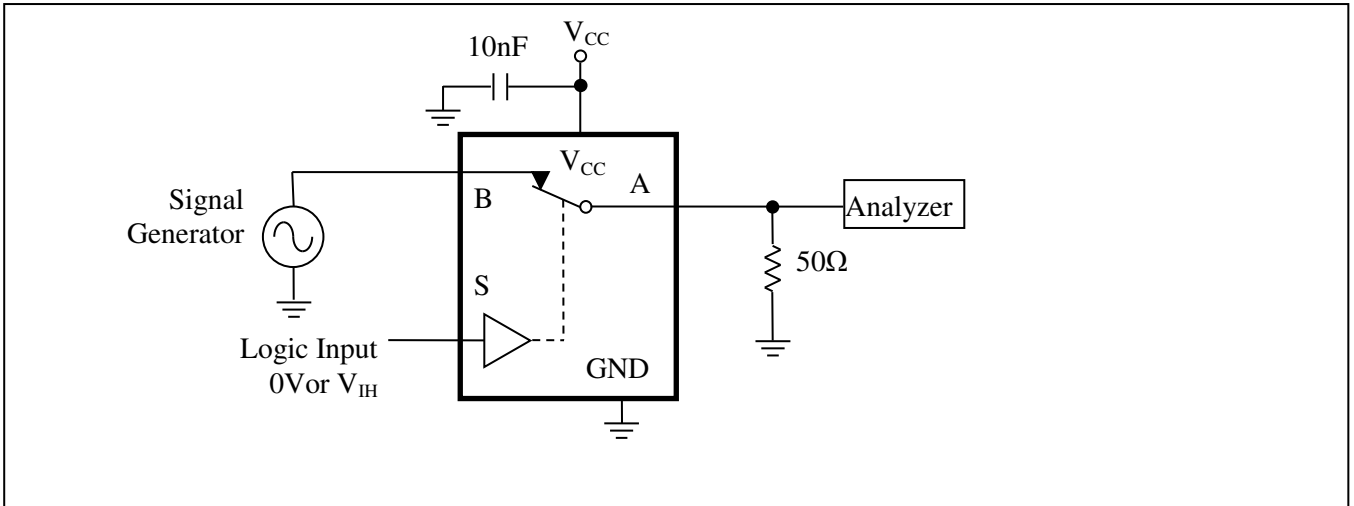 V_CC
10nF
V_CC
B
A
Signal
Generator
Analyzer
50Ω
S
Logic Input
0Vor V_IH
GND